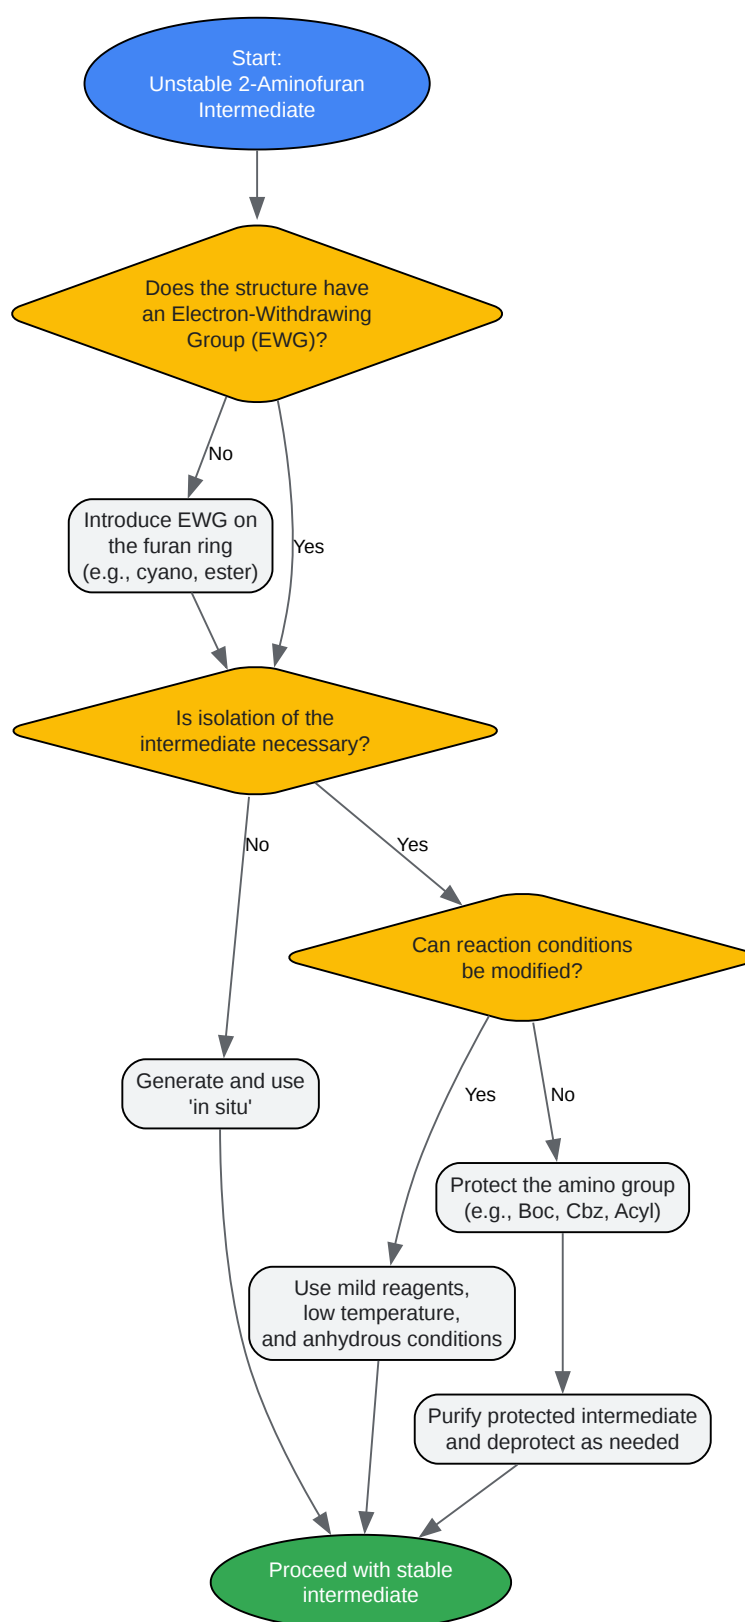 Start:
Unstable 2-Aminofuran
Intermediate
Does the structure have
an Electron-Withdrawing
Group (EWG)?
No
Yes
Introduce EWG on
the furan ring
(e.g., cyano, ester)
Is isolation of the
intermediate necessary?
No
Yes
Can reaction conditions
be modified?
Generate and use
'in situ'
Yes
No
Protect the amino group
(e.g., Boc, Cbz, Acyl)
Use mild reagents,
low temperature,
and anhydrous conditions
Purify protected intermediate
and deprotect as needed
Proceed with stable
intermediate